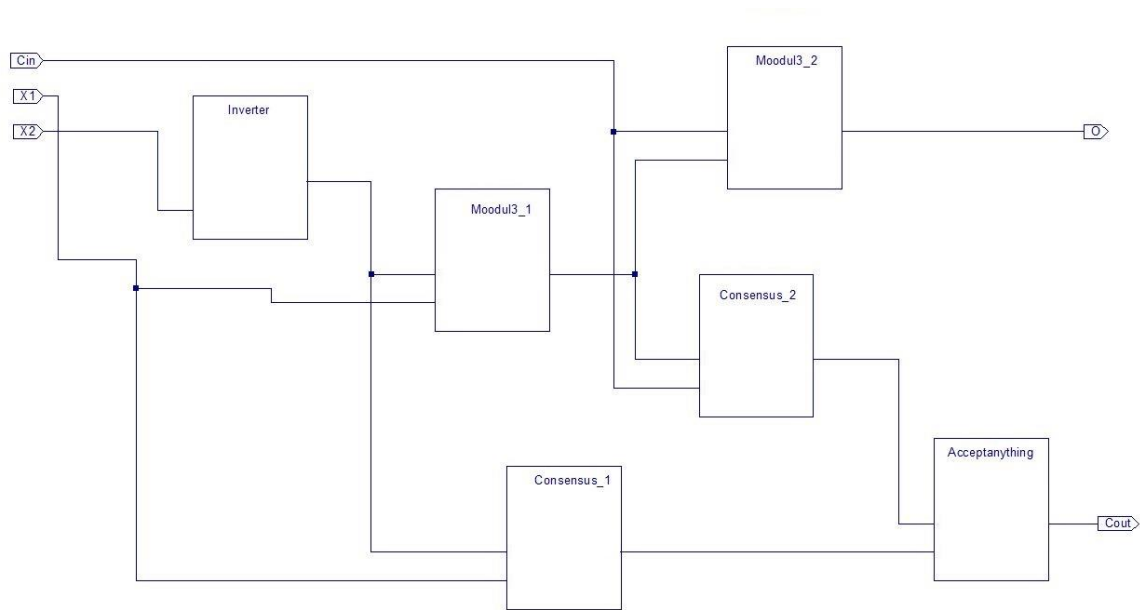 Cin
X1
X2
Inverter
Moodul3_1
Moodul3_2
O
Consensus_2
Consensus_1
Acceptanything
Cout